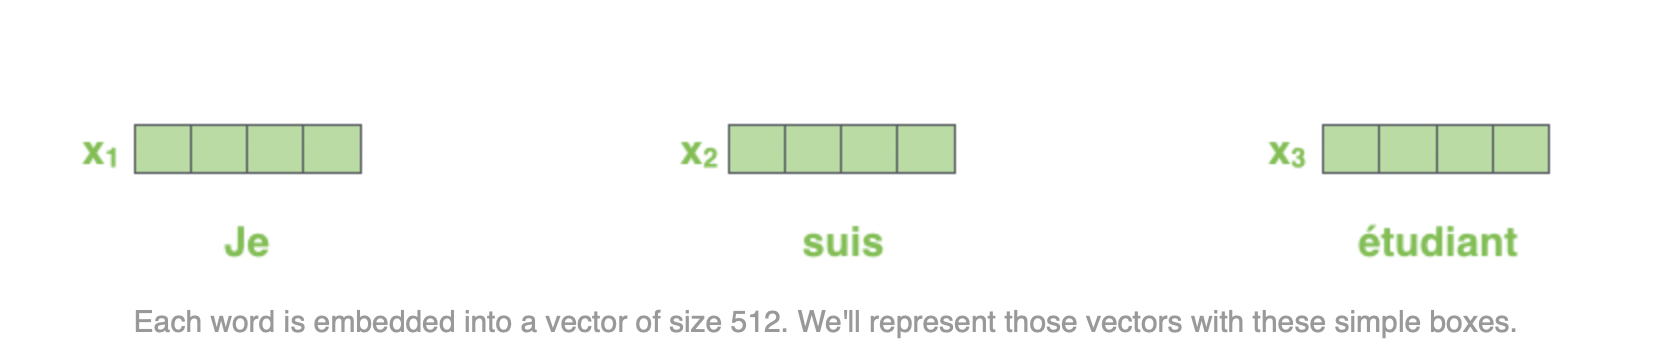 x1 x2 x3
Je suis étudiant
Each word is embedded into a vector of size 512. We'll represent those vectors with these simple boxes.